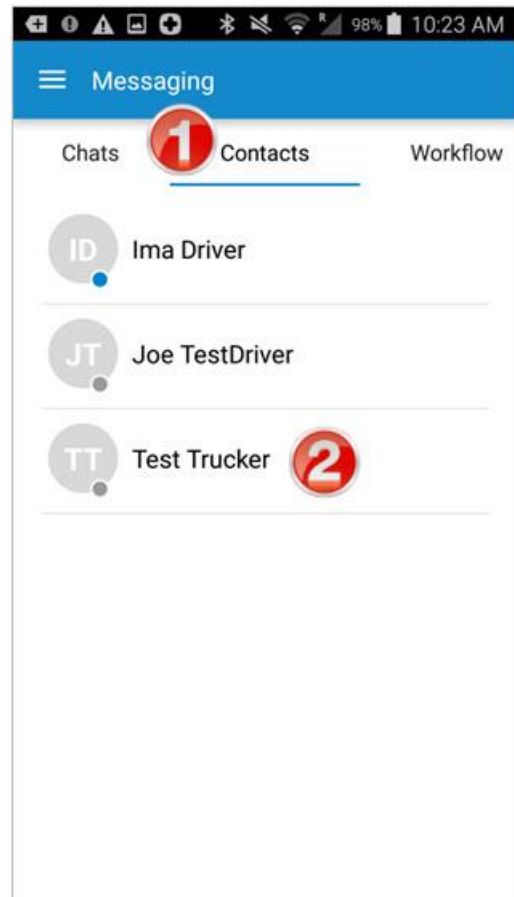 R 98% 10:23 AM
Messaging
Chats 1 Contacts Workflow
ID Ima Driver
JT Joe TestDriver
TT Test Trucker 2